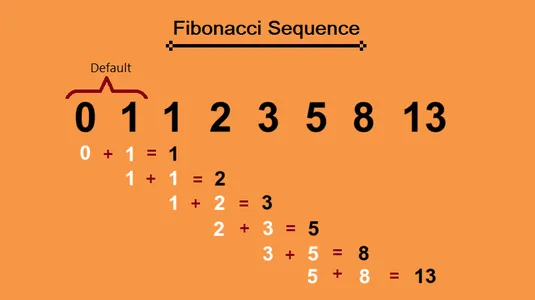 Fibonacci Sequence
Default
0 1 1 2 3 5 8 13
0 + 1 = 1
1 + 1 = 2
1 + 2 = 3
2 + 3 = 5
3 + 5 = 8
5 + 8 = 13